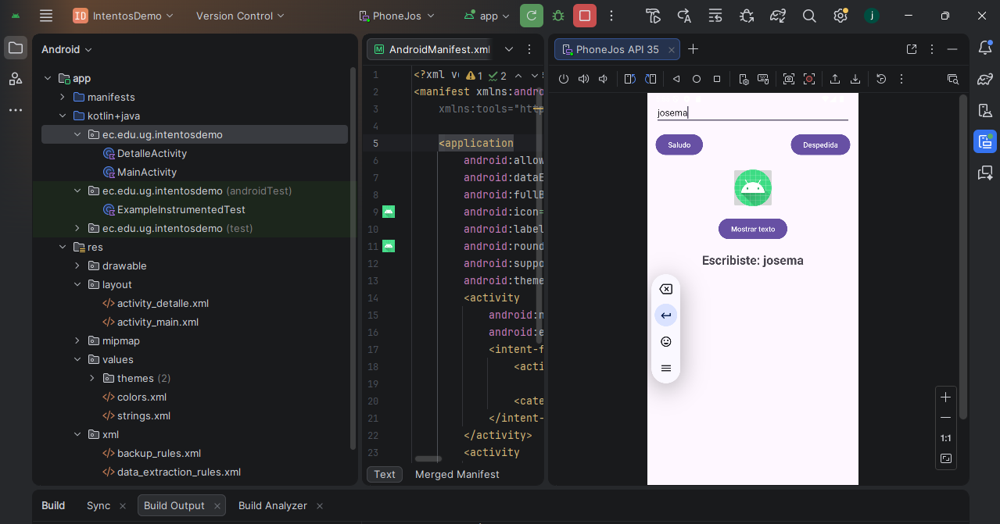 ID IntentosDemo Version Control PhoneJos app j
Android
app
manifests
kotlin+java
ec.edu.ug.intentosdemo
DetalleActivity
MainActivity
ec.edu.ug.intentosdemo (androidTest)
ExampleInstrumentedTest
ec.edu.ug.intentosdemo (test)
res
drawable
layout
activity_detalle.xml
activity_main.xml
mipmap
values
themes (2)
colors.xml
strings.xml
xml
backup_rules.xml
data_extraction_rules.xml
M AndroidManifest.xml
1 <?xml ve 1 2
2 <manifest xmlns:andro
3 xmlns:tools="http
4
5 <application
6 android:allow
7 android:dataE
8 android:fullB
9 android:icon=
10 android:label
11 android:round
12 android:suppo
13 android:theme
14 <activity
15 android:n
16 android:e
17 <intent-f
18 <acti
19
20 <cate
21 </intent-
22 </activity>
23 <activity
Text Merged Manifest
PhoneJos API 35
josema
Saludo Despedida
Mostrar texto
Escribiste: josema
1:1
Build Sync Build Output Build Analyzer